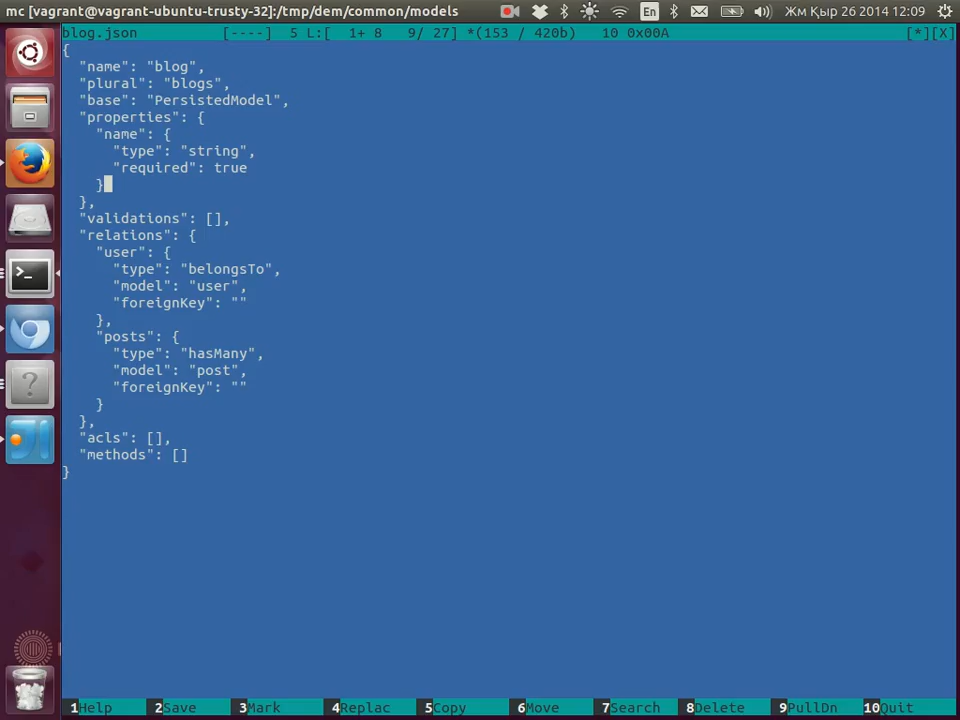 mc [vagrant@vagrant-ubuntu-trusty-32]:/tmp/dem/common/models En Жм Қыр 26 2014 12:09
blog.json [----] 5 L:[ 1+ 8 9/ 27] *(153 / 420b) 10 0x00A [*][X]
{
  "name": "blog",
  "plural": "blogs",
  "base": "PersistedModel",
  "properties": {
    "name": {
      "type": "string",
      "required": true
    }
  },
  "validations": [],
  "relations": {
    "user": {
      "type": "belongsTo",
      "model": "user",
      "foreignKey": ""
    },
    "posts": {
      "type": "hasMany",
      "model": "post",
      "foreignKey": ""
    }
  },
  "acls": [],
  "methods": []
}
1Help 2Save 3Mark 4Replac 5Copy 6Move 7Search 8Delete 9PullDn 10Quit